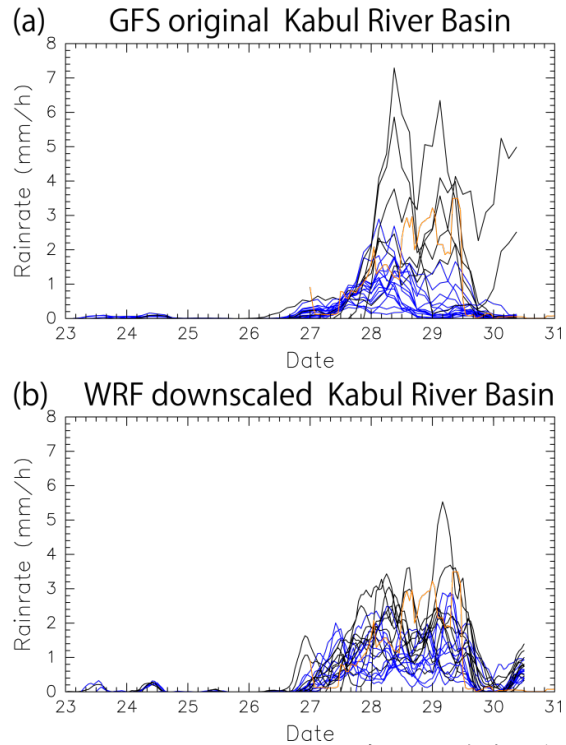 (a) GFS original Kabul River Basin
8
7
6
5
4
3
2
1
0
Rainrate (mm/h)
23 24 25 26 27 28 29 30 31
Date
(b) WRF downscaled Kabul River Basin
8
7
6
5
4
3
2
1
0
Rainrate (mm/h)
23 24 25 26 27 28 29 30 31
Date